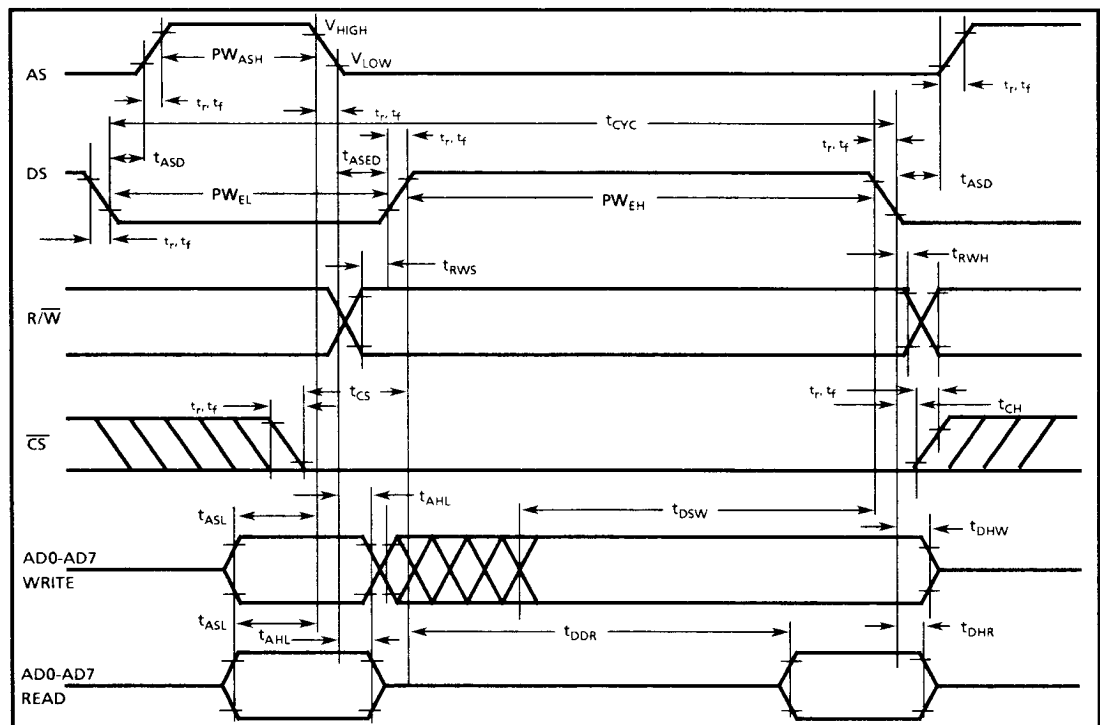 V_HIGH
PW_ASH
V_LOW
AS
t_r, t_f
t_r, t_f
t_r, t_f
t_CYC
t_r, t_f
t_r, t_f
t_ASD
t_ASED
DS
t_ASD
PW_EL
PW_EH
t_r, t_f
t_RWS
t_RWH
R/W̅
t_CS
t_r, t_f
t_r, t_f
t_CH
C̅S̅
t_AHL
t_ASL
t_DSW
t_DHW
AD0-AD7
WRITE
t_ASL
t_AHL
t_DDR
t_DHR
AD0-AD7
READ